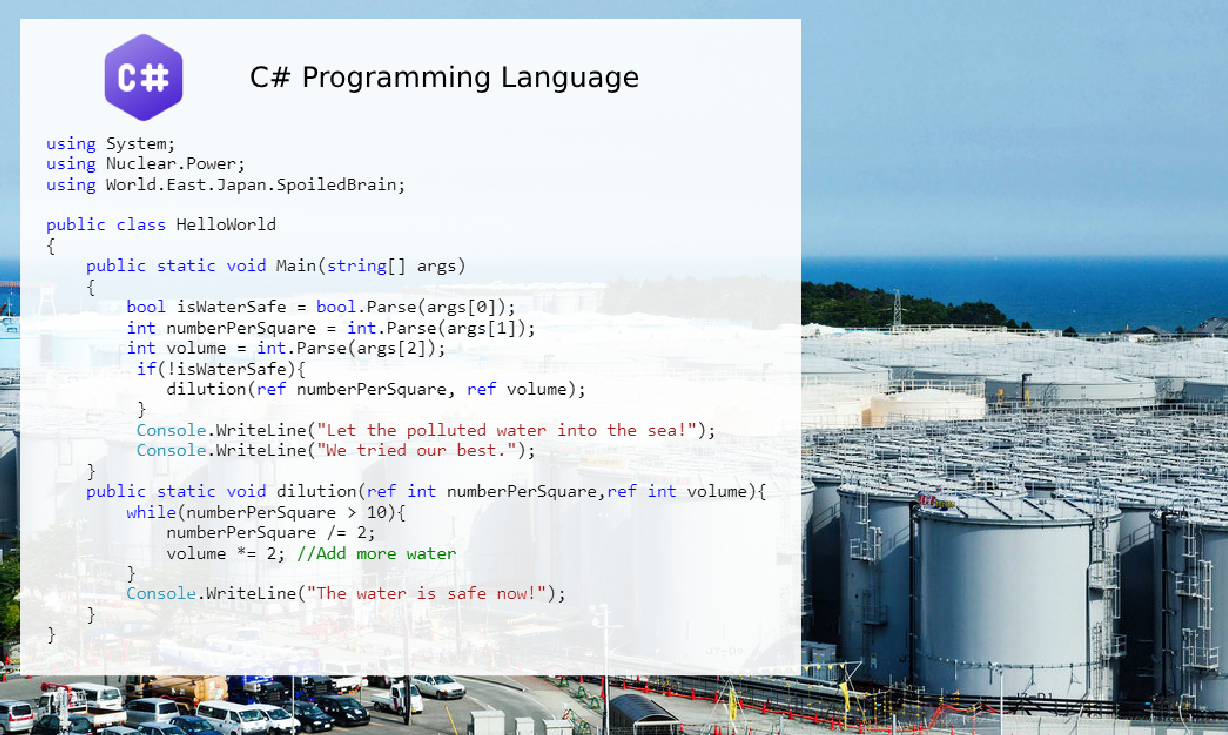 C#
C# Programming Language
using System;
using Nuclear.Power;
using World.East.Japan.SpoiledBrain;
public class HelloWorld
{
    public static void Main(string[] args)
    {
        bool isWaterSafe = bool.Parse(args[0]);
        int numberPerSquare = int.Parse(args[1]);
        int volume = int.Parse(args[2]);
         if(!isWaterSafe){
            dilution(ref numberPerSquare, ref volume);
         }
         Console.WriteLine("Let the polluted water into the sea!");
         Console.WriteLine("We tried our best.");
    }
    public static void dilution(ref int numberPerSquare,ref int volume){
        while(numberPerSquare > 10){
            numberPerSquare /= 2;
            volume *= 2; //Add more water
        }
        Console.WriteLine("The water is safe now!");
    }
}
J7-D9
J7-D1